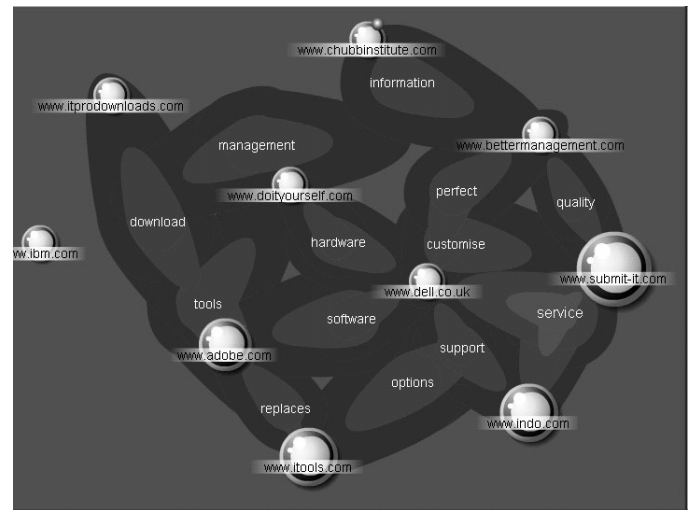 www.chubbinstitute.com
information
www.itprodownloads.com
management
www.bettermanagement.com
www.doityourself.com
perfect
quality
download
hardware
customise
w.ibm.com
www.submit-it.com
www.dell.co.uk
tools
software
service
www.adobe.com
support
options
replaces
www.indo.com
www.itools.com